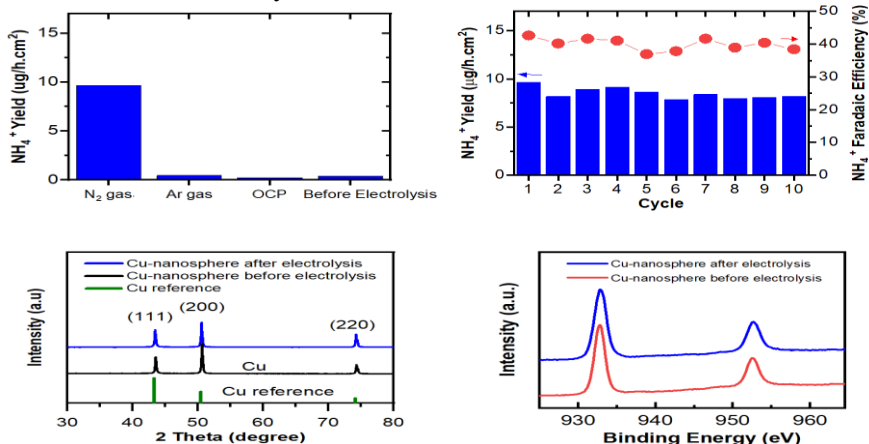 NH4+ Yield (ug/h.cm2)
15
10
5
0
N2 gas
Ar gas
OCP
Before Electrolysis
NH4+ Yield (µg/h.cm2)
15
10
5
0
1 2 3 4 5 6 7 8 9 10
Cycle
50
40
30
20
10
0
NH4+ Faradaic Efficiency (%)
Cu-nanosphere after electrolysis
Cu-nanosphere before electrolysis
Cu reference
(111)
(200)
(220)
Cu
Cu reference
Intensity (a.u)
30 40 50 60 70 80
2 Theta (degree)
Cu-nanosphere after electrolysis
Cu-nanosphere before electrolysis
Intensity (a.u.)
930 940 950 960
Binding Energy (eV)